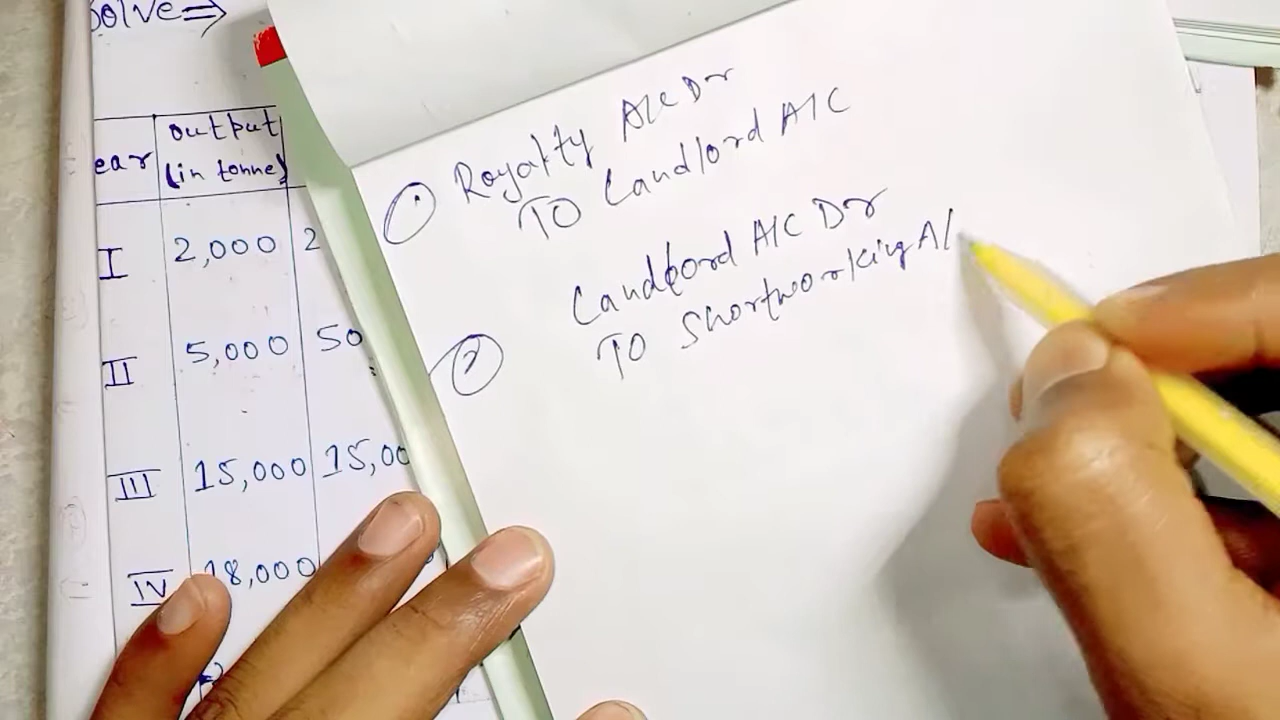 solve⇒
ear output (in tonne)
I 2,000 2
II 5,000 50
III 15,000 15,00
IV 18,000
① Royalty A/c Dr
TO Landlord A/C
② Landlord A/C Dr
TO Shortworking A/